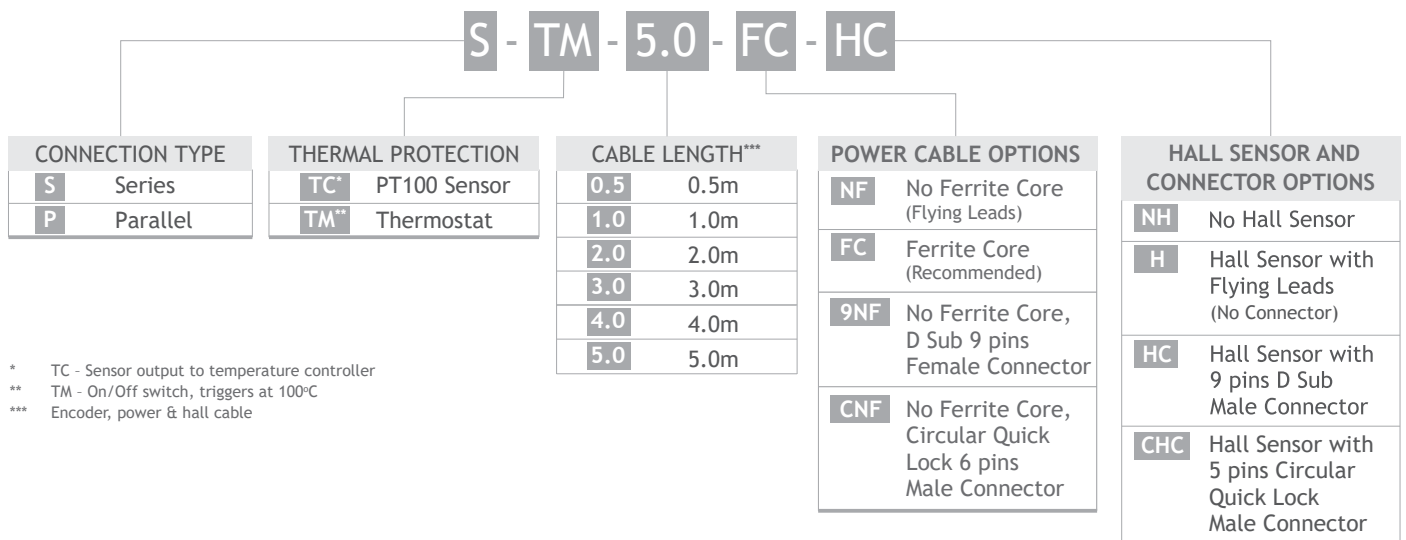 S - TM - 5.0 - FC - HC
CONNECTION TYPE
S Series
P Parallel
THERMAL PROTECTION
TC* PT100 Sensor
TM** Thermostat
CABLE LENGTH***
0.5 0.5m
1.0 1.0m
2.0 2.0m
3.0 3.0m
4.0 4.0m
5.0 5.0m
POWER CABLE OPTIONS
NF No Ferrite Core
(Flying Leads)
FC Ferrite Core
(Recommended)
9NF No Ferrite Core,
D Sub 9 pins
Female Connector
CNF No Ferrite Core,
Circular Quick
Lock 6 pins
Male Connector
HALL SENSOR AND
CONNECTOR OPTIONS
NH No Hall Sensor
H Hall Sensor with
Flying Leads
(No Connector)
HC Hall Sensor with
9 pins D Sub
Male Connector
CHC Hall Sensor with
5 pins Circular
Quick Lock
Male Connector
* TC - Sensor output to temperature controller
** TM - On/Off switch, triggers at 100°C
*** Encoder, power & hall cable